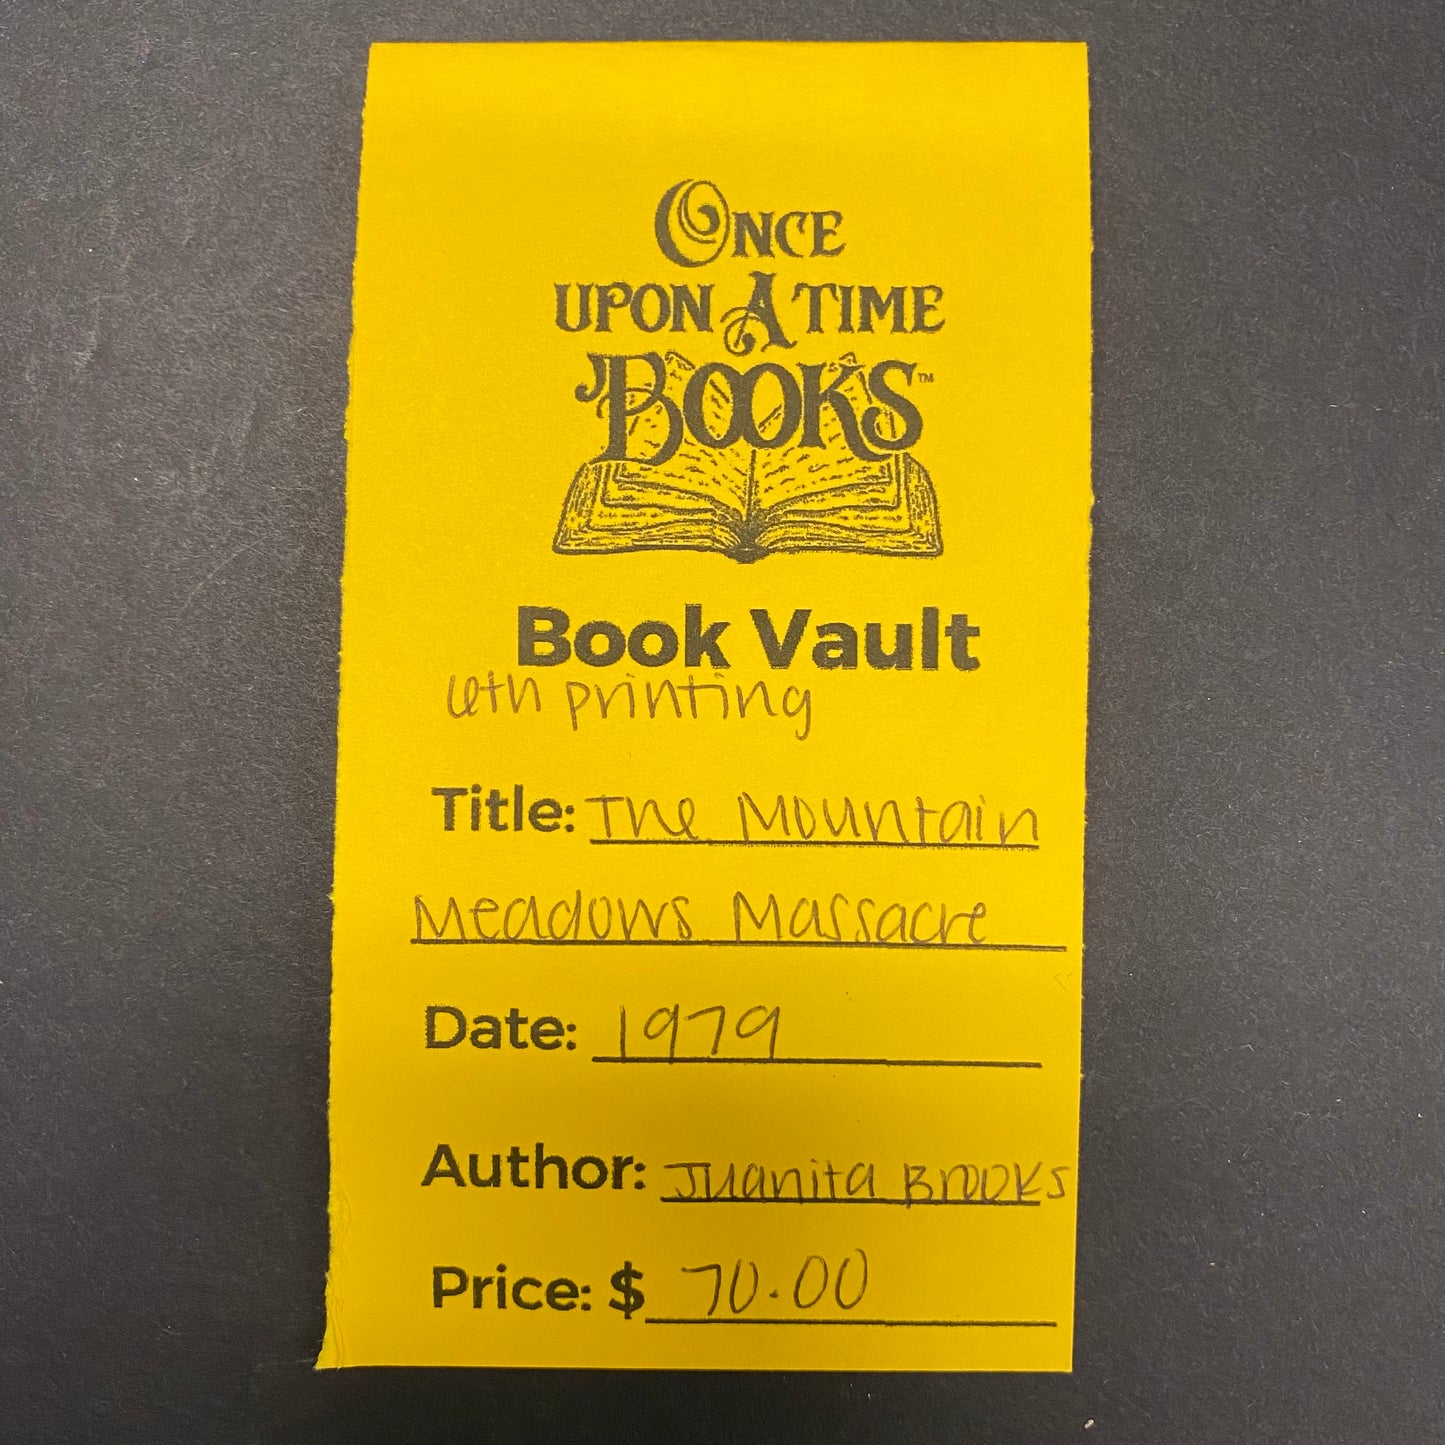 ONCE
UPON A TIME
BOOKS™
Book Vault
6th printing
Title: The Mountain
Meadows Massacre
Date: 1979
Author: Juanita Brooks
Price: $ 70.00